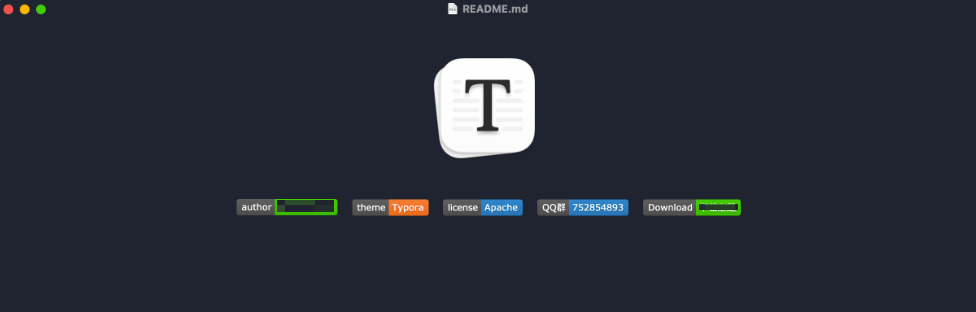 README.md
T
author
theme Typora
license Apache
QQ群 752854893
Download